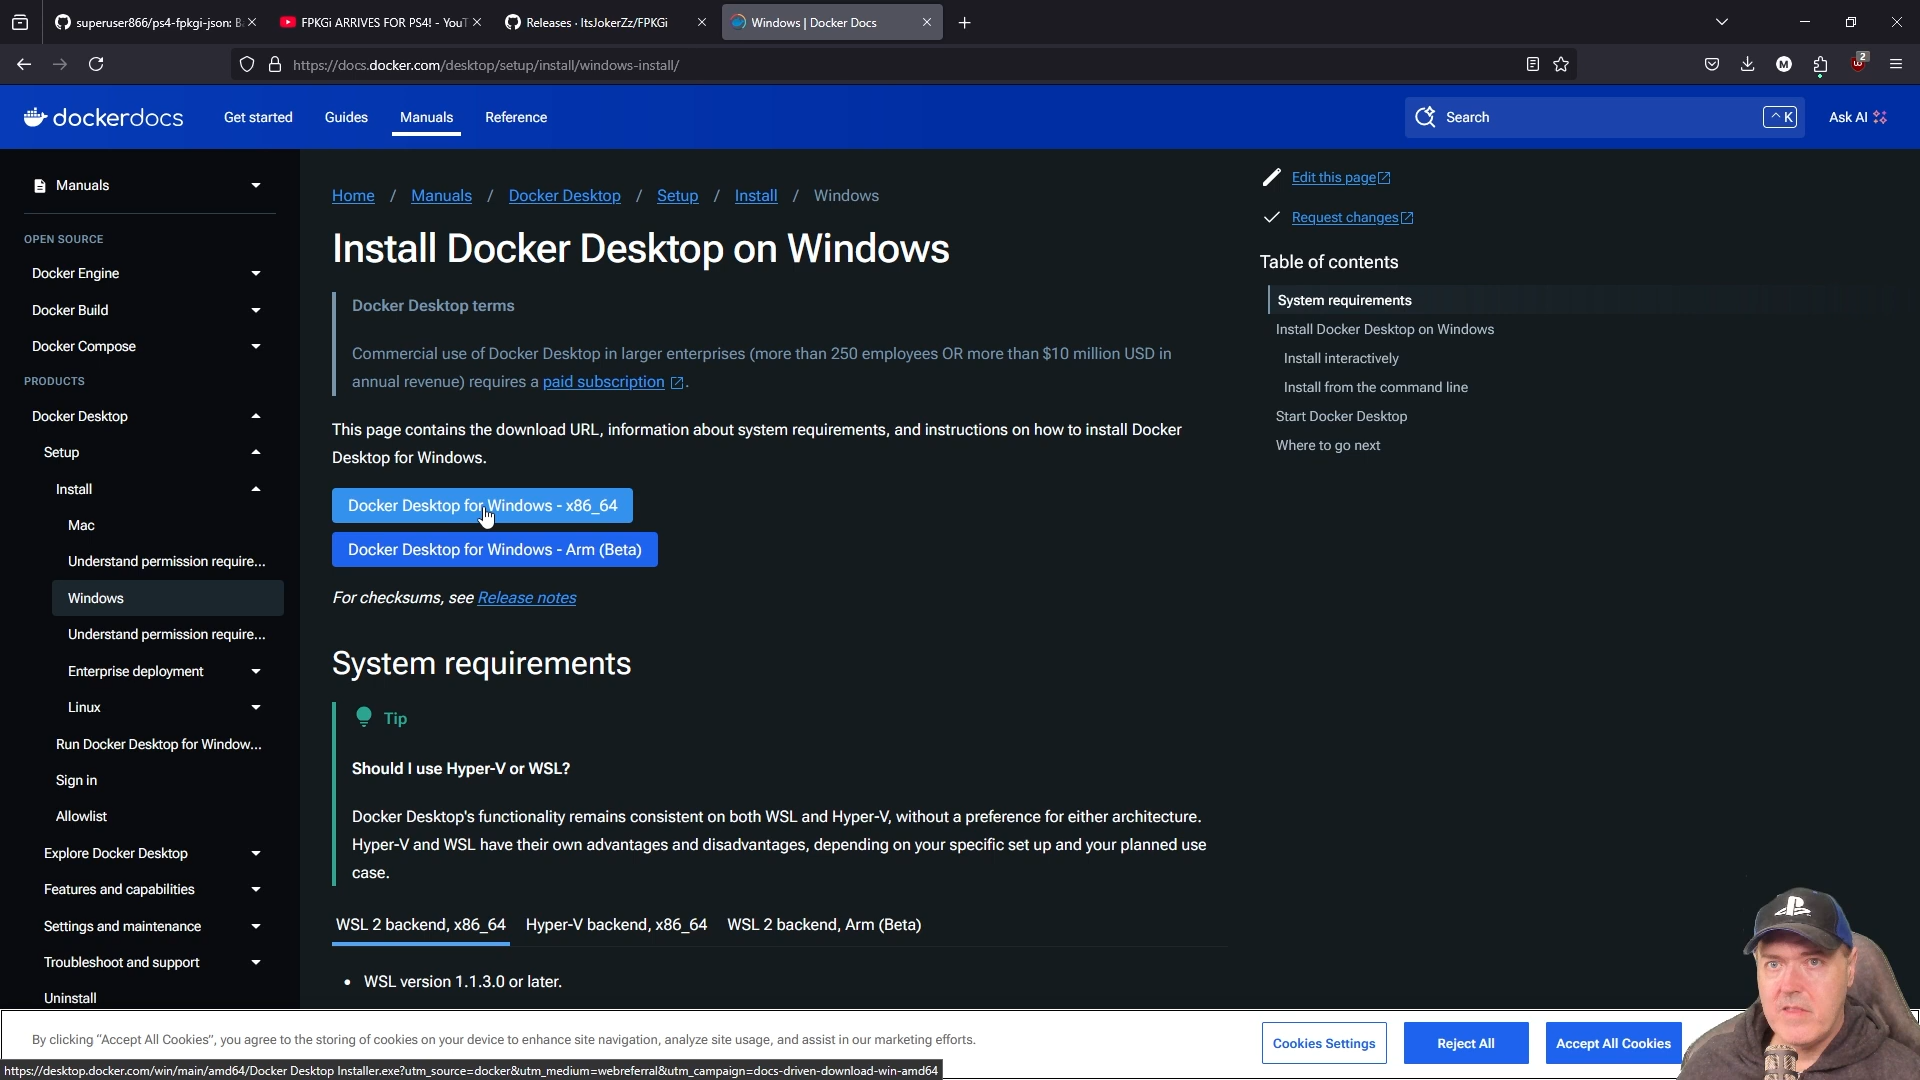 superuser866/ps4-fpkgi-json: B
FPKGi ARRIVES FOR PS4! - YouT
Releases · ItsJokerZz/FPKGi
Windows | Docker Docs
https://docs.docker.com/desktop/setup/install/windows-install/
2
dockerdocs
Get started
Guides
Manuals
Reference
Search
^ K
Ask AI
Manuals
OPEN SOURCE
Docker Engine
Docker Build
Docker Compose
PRODUCTS
Docker Desktop
Setup
Install
Mac
Understand permission require...
Windows
Understand permission require...
Enterprise deployment
Linux
Run Docker Desktop for Window...
Sign in
Allowlist
Explore Docker Desktop
Features and capabilities
Settings and maintenance
Troubleshoot and support
Uninstall
Home / Manuals / Docker Desktop / Setup / Install / Windows
Install Docker Desktop on Windows
Docker Desktop terms
Commercial use of Docker Desktop in larger enterprises (more than 250 employees OR more than $10 million USD in
annual revenue) requires a paid subscription.
This page contains the download URL, information about system requirements, and instructions on how to install Docker
Desktop for Windows.
Docker Desktop for Windows - x86_64
Docker Desktop for Windows - Arm (Beta)
For checksums, see Release notes
System requirements
Tip
Should I use Hyper-V or WSL?
Docker Desktop's functionality remains consistent on both WSL and Hyper-V, without a preference for either architecture.
Hyper-V and WSL have their own advantages and disadvantages, depending on your specific set up and your planned use
case.
WSL 2 backend, x86_64
Hyper-V backend, x86_64
WSL 2 backend, Arm (Beta)
• WSL version 1.1.3.0 or later.
Edit this page
Request changes
Table of contents
System requirements
Install Docker Desktop on Windows
Install interactively
Install from the command line
Start Docker Desktop
Where to go next
By clicking “Accept All Cookies”, you agree to the storing of cookies on your device to enhance site navigation, analyze site usage, and assist in our marketing efforts.
Cookies Settings
Reject All
Accept All Cookies
https://desktop.docker.com/win/main/amd64/Docker Desktop Installer.exe?utm_source=docker&utm_medium=webreferral&utm_campaign=docs-driven-download-win-amd64